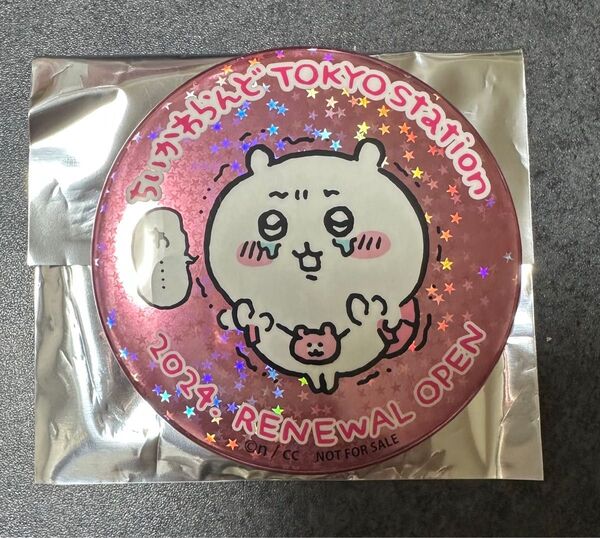 ちいかわらんど TOKYO Station
2024. RENEWAL OPEN
©n / cc NOT FOR SALE